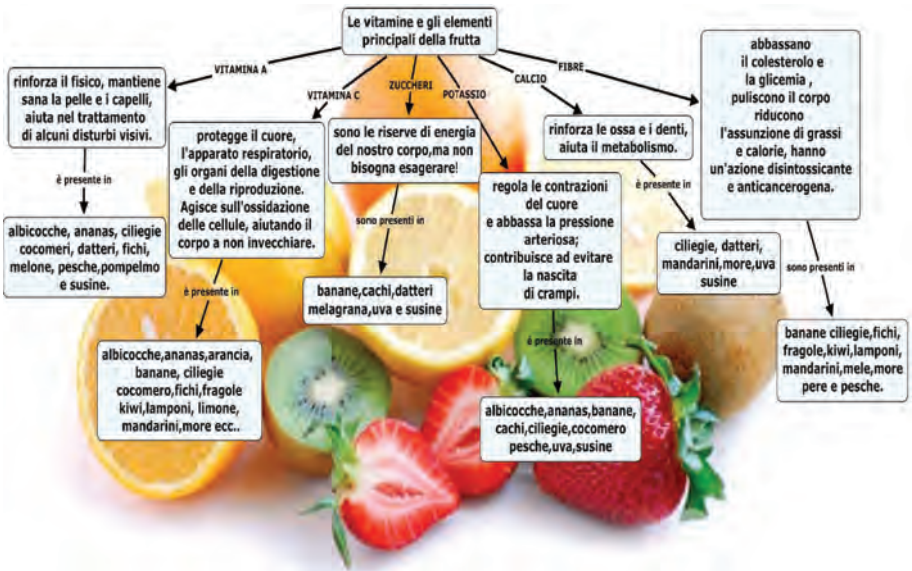 Le vitamine e gli elementi
principali della frutta
VITAMINA A
rinforza il fisico, mantiene
sana la pelle e i capelli,
aiuta nel trattamento
di alcuni disturbi visivi.
è presente in
albicocche, ananas, ciliegie
cocomeri, datteri, fichi,
melone, pesche,pompelmo
e susine.
VITAMINA C
protegge il cuore,
l'apparato respiratorio,
gli organi della digestione
e della riproduzione.
Agisce sull'ossidazione
delle cellule, aiutando il
corpo a non invecchiare.
è presente in
albicocche,ananas,arancia,
banane, ciliegie
cocomero,fichi,fragole
kiwi,lamponi, limone,
mandarini,more ecc..
ZUCCHERI
sono le riserve di energia
del nostro corpo,ma non
bisogna esagerare!
sono presenti in
banane,cachi,datteri
melagrana,uva e susine
POTASSIO
regola le contrazioni
del cuore
e abbassa la pressione
arteriosa;
contribuisce ad evitare
la nascita
di crampi.
è presente in
albicocche,ananas,banane,
cachi,ciliegie,cocomero
pesche,uva,susine
CALCIO
rinforza le ossa e i denti,
aiuta il metabolismo.
è presente in
ciliegie, datteri,
mandarini,more,uva
susine
FIBRE
abbassano
il colesterolo e
la glicemia ,
puliscono il corpo
riducono
l'assunzione di grassi
e calorie, hanno
un'azione disintossicante
e anticancerogena.
sono presenti in
banane ciliegie,fichi,
fragole,kiwi,lamponi,
mandarini,mele,more
pere e pesche.